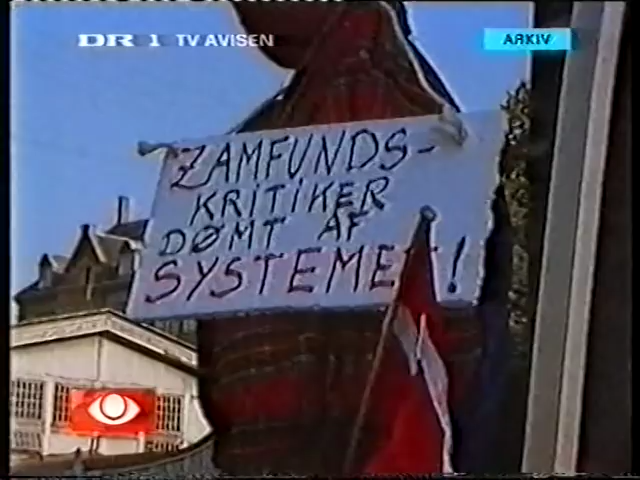 DR 1 TV AVISEN
ARKIV
ZAMFUNDS-
KRITIKER
DØMT AF
SYSTEMET!